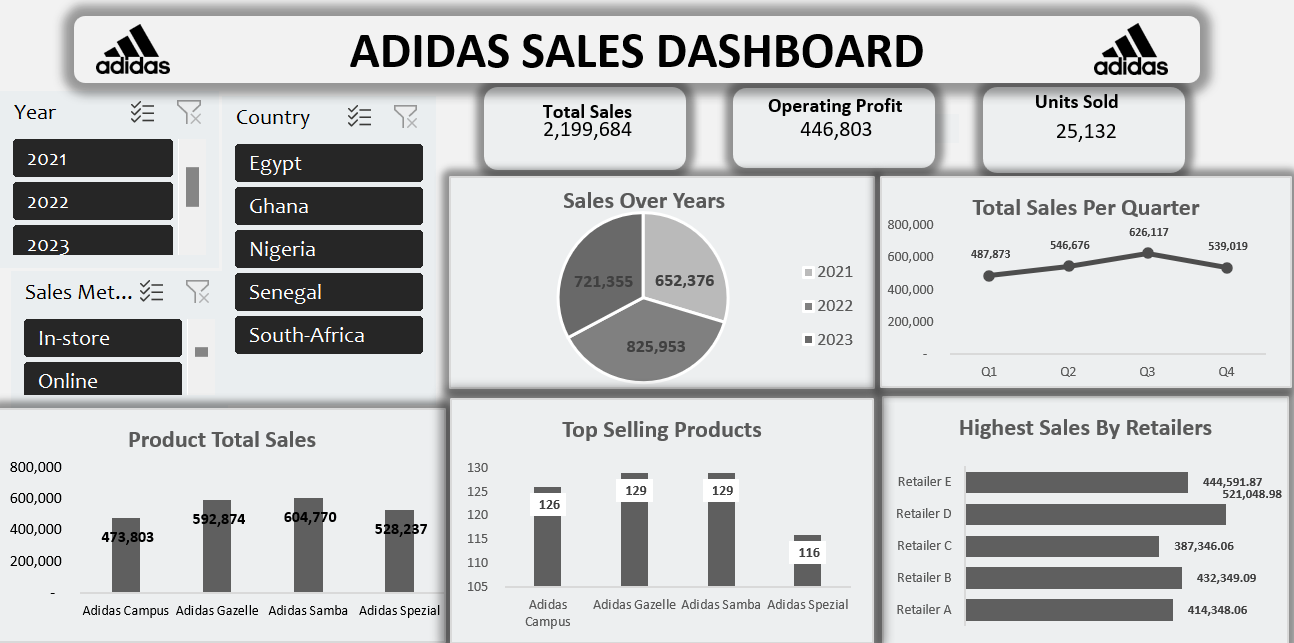 adidas
ADIDAS SALES DASHBOARD
adidas
Year
2021
2022
2023
Country
Egypt
Ghana
Nigeria
Senegal
South-Africa
Sales Met...
In-store
Online
Total Sales
2,199,684
Operating Profit
446,803
Units Sold
25,132
Sales Over Years
721,355
652,376
825,953
2021
2022
2023
Total Sales Per Quarter
800,000
600,000
400,000
200,000
-
487,873
546,676
626,117
539,019
Q1 Q2 Q3 Q4
Product Total Sales
800,000
600,000
400,000
200,000
-
473,803
592,874
604,770
528,237
Adidas Campus Adidas Gazelle Adidas Samba Adidas Spezial
Top Selling Products
130
125
120
115
110
105
126
129
129
116
Adidas
Campus
Adidas Gazelle Adidas Samba Adidas Spezial
Highest Sales By Retailers
Retailer E 444,591.87
521,048.98
Retailer D
Retailer C 387,346.06
Retailer B 432,349.09
Retailer A 414,348.06